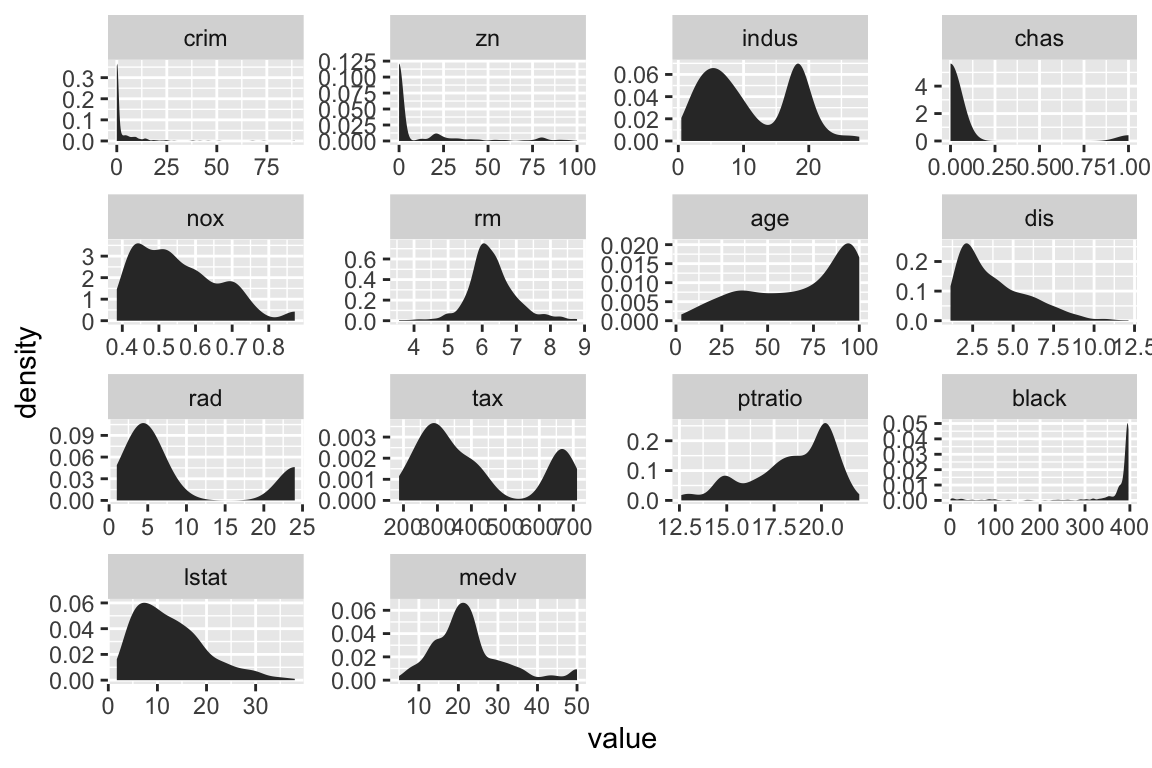 crim zn indus chas
0.3 0.2 0.1 0.0
0.125 0.100 0.075 0.050 0.025 0.000
0.06 0.04 0.02 0.00
4 2 0
0 25 50 75
0 25 50 75 100
0 10 20
0.00 0.25 0.50 0.75 1.00
nox rm age dis
3 2 1 0
0.6 0.4 0.2 0.0
0.020 0.015 0.010 0.005 0.000
0.2 0.1 0.0
0.4 0.5 0.6 0.7 0.8
4 5 6 7 8 9
0 25 50 75 100
2.5 5.0 7.5 10.0 12.5
density
rad tax ptratio black
0.09 0.06 0.03 0.00
0.003 0.002 0.001 0.000
0.2 0.1 0.0
0.05 0.04 0.03 0.02 0.01 0.00
0 5 10 15 20 25
200 300 400 500 600 700
12.5 15.0 17.5 20.0
0 100 200 300 400
lstat medv
0.06 0.04 0.02 0.00
0.06 0.04 0.02 0.00
0 10 20 30
10 20 30 40 50
value